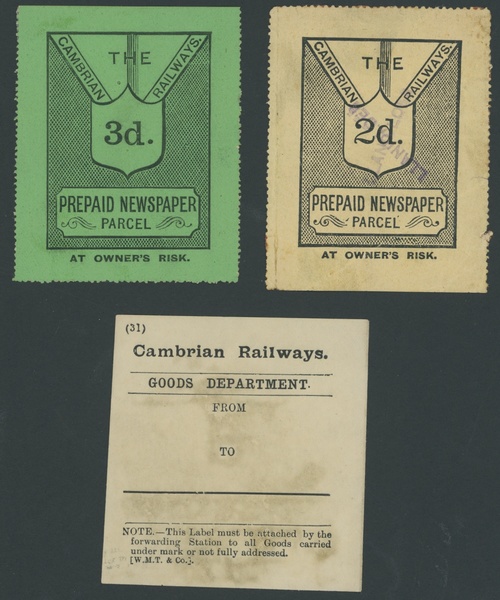 THE
CAMBRIAN RAILWAYS.
3d.
PREPAID NEWSPAPER
PARCEL
AT OWNER'S RISK.
THE
CAMBRIAN RAILWAYS.
2d.
PREPAID NEWSPAPER
PARCEL
AT OWNER'S RISK.
(31)
Cambrian Railways.
GOODS DEPARTMENT.
FROM
TO
NOTE.—This Label must be attached by the
forwarding Station to all Goods carried
under mark or not fully addressed.
[W.M.T. & Co.].